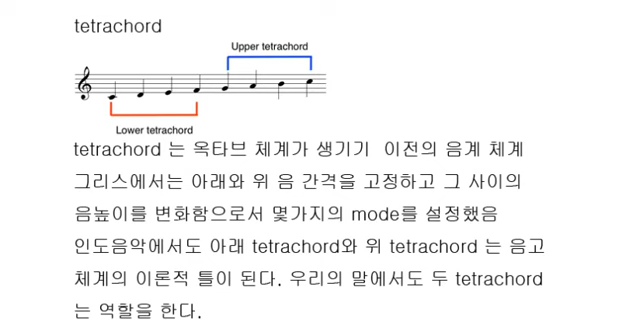 tetrachord
Upper tetrachord
Lower tetrachord
tetrachord 는 옥타브 체계가 생기기 이전의 음계 체계
그리스에서는 아래와 위 음 간격을 고정하고 그 사이의
음높이를 변화함으로서 몇가지의 mode를 설정했음
인도음악에서도 아래 tetrachord와 위 tetrachord 는 음고
체계의 이론적 틀이 된다. 우리의 말에서도 두 tetrachord
는 역할을 한다.